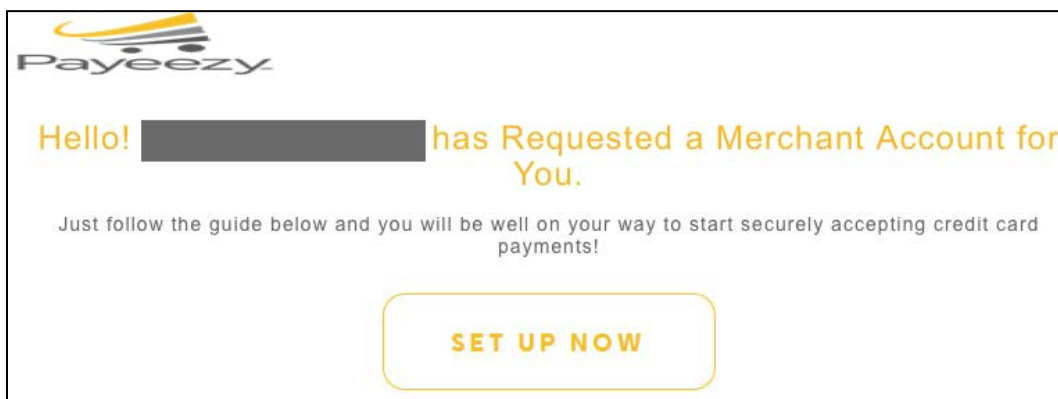 Payeezy
Hello! has Requested a Merchant Account for
You.
Just follow the guide below and you will be well on your way to start securely accepting credit card
payments!
SET UP NOW